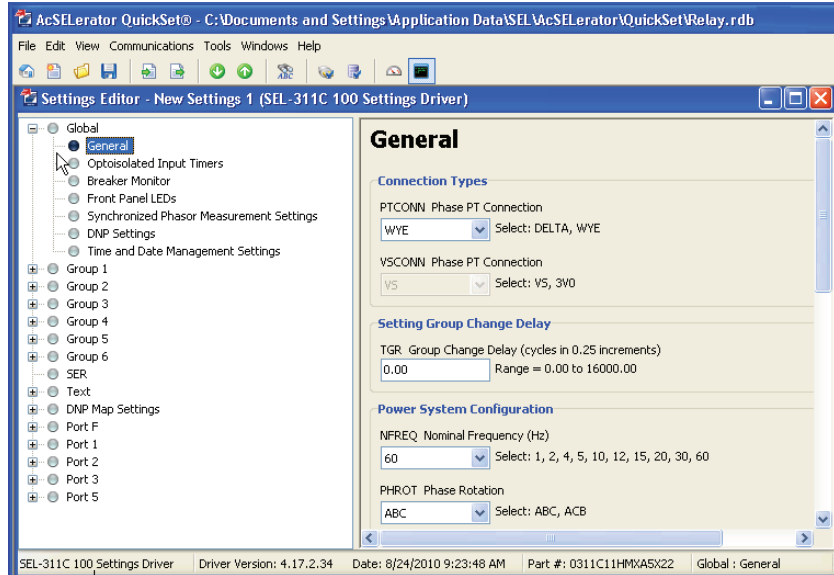 AcSELerator QuickSet® - C:\Documents and Settings\Application Data\SEL\AcSELerator\QuickSet\Relay.rdb
File Edit View Communications Tools Windows Help
Settings Editor - New Settings 1 (SEL-311C 100 Settings Driver)
Global
General
Optoisolated Input Timers
Breaker Monitor
Front Panel LEDs
Synchronized Phasor Measurement Settings
DNP Settings
Time and Date Management Settings
Group 1
Group 2
Group 3
Group 4
Group 5
Group 6
SER
Text
DNP Map Settings
Port F
Port 1
Port 2
Port 3
Port 5
General
Connection Types
PTCONN Phase PT Connection
WYE Select: DELTA, WYE
VSCONN Phase PT Connection
VS Select: VS, 3V0
Setting Group Change Delay
TGR Group Change Delay (cycles in 0.25 increments)
0.00 Range = 0.00 to 16000.00
Power System Configuration
NFREQ Nominal Frequency (Hz)
60 Select: 1, 2, 4, 5, 10, 12, 15, 20, 30, 60
PHROT Phase Rotation
ABC Select: ABC, ACB
SEL-311C 100 Settings Driver Driver Version: 4.17.2.34 Date: 8/24/2010 9:23:48 AM Part #: 0311C11HMXA5X22 Global : General